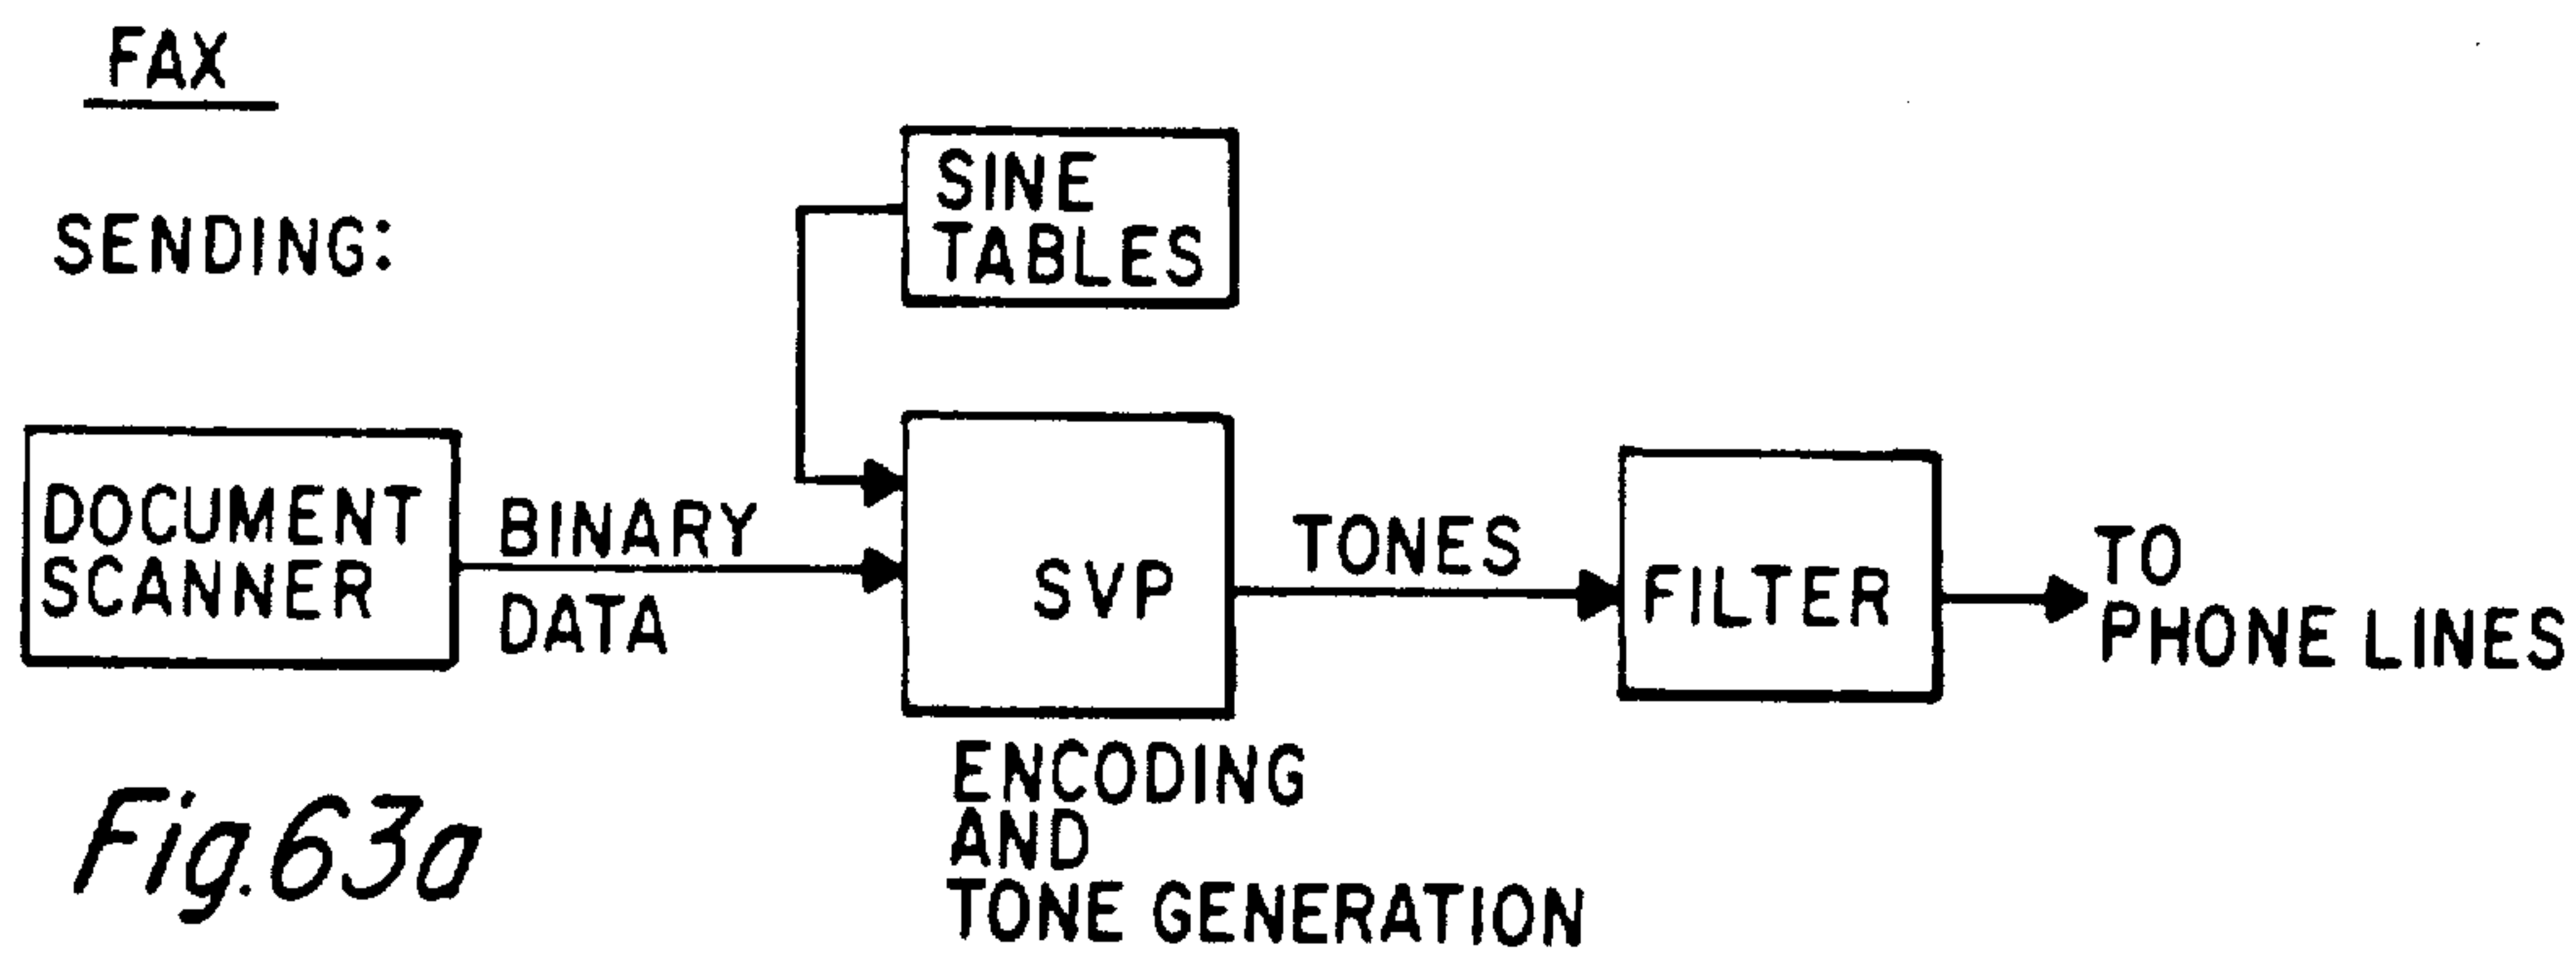 FAX
SENDING:
SINE
TABLES
DOCUMENT
SCANNER
BINARY
DATA
SVP
ENCODING
AND
TONE GENERATION
TONES
FILTER
TO
PHONE LINES
Fig.63a